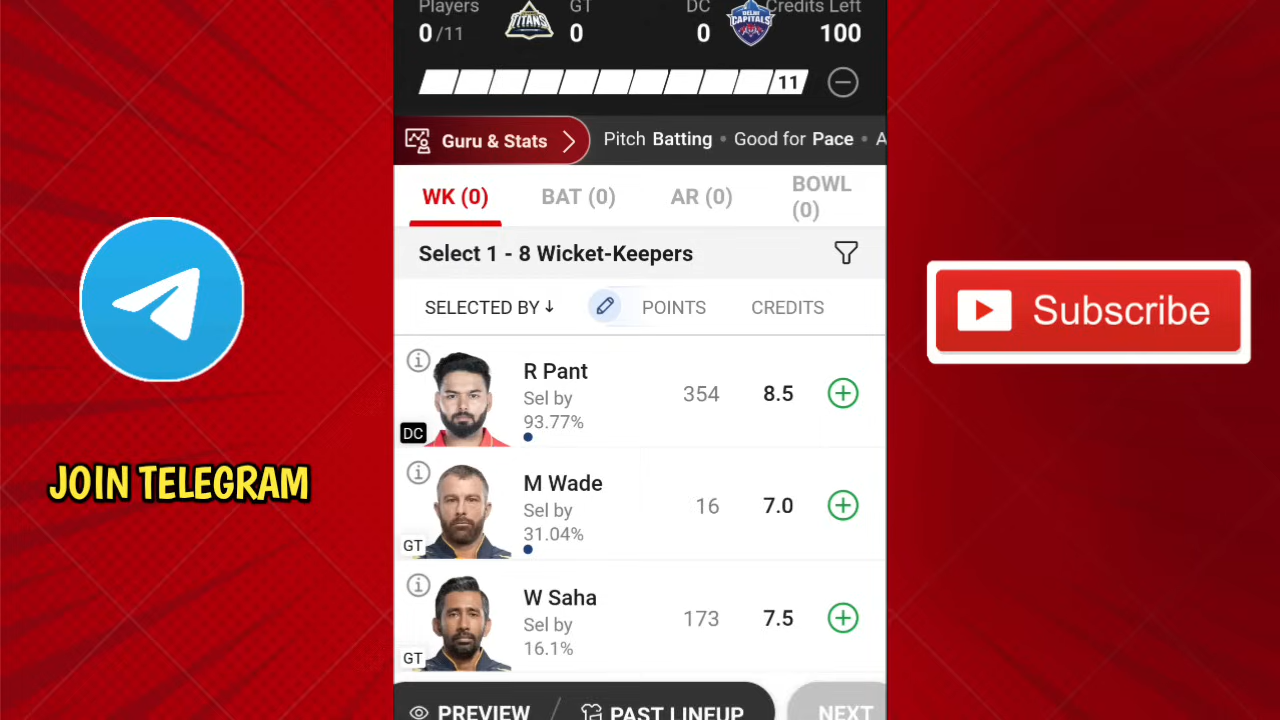 Players
GT
DC
Credits Left
0/11
TITANS
0
0
DELHI
CAPITALS
100
11
Guru & Stats
Pitch Batting • Good for Pace • A
WK (0)
BAT (0)
AR (0)
BOWL
(0)
Select 1 - 8 Wicket-Keepers
SELECTED BY↓
POINTS
CREDITS
R Pant
Sel by
93.77%
354
8.5
DC
M Wade
Sel by
31.04%
16
7.0
GT
W Saha
Sel by
16.1%
173
7.5
GT
PREVIEW
PAST LINEUP
NEXT
JOIN TELEGRAM
Subscribe